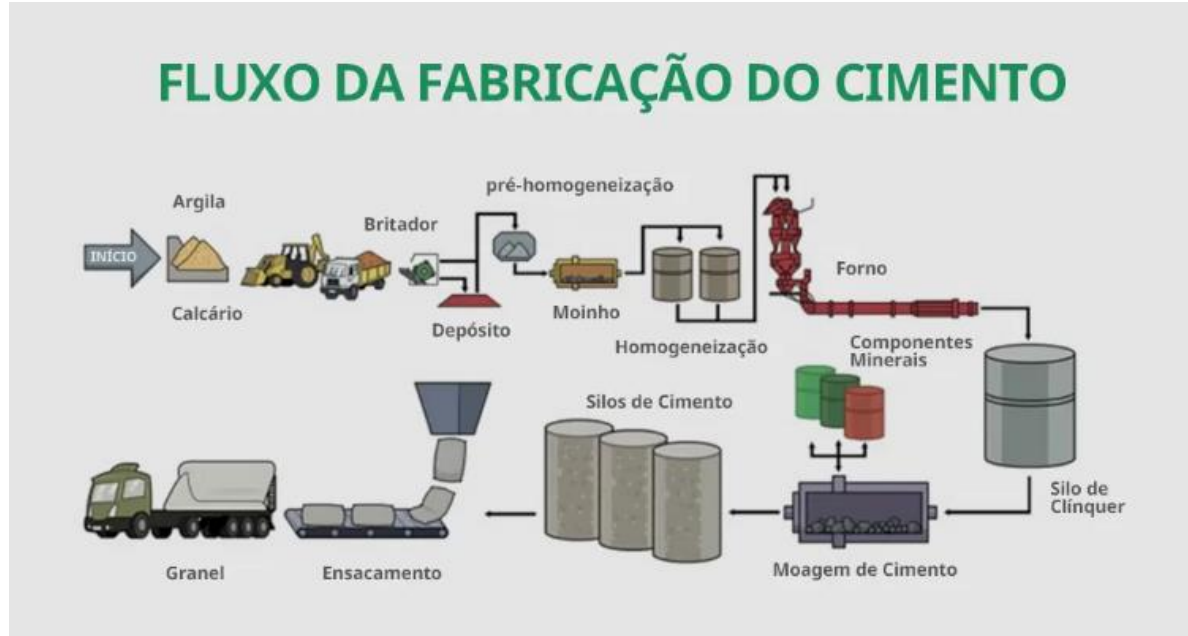 FLUXO DA FABRICAÇÃO DO CIMENTO
INÍCIO
Argila
Calcário
Britador
Depósito
pré-homogeneização
Moinho
Homogeneização
Forno
Componentes
Minerais
Silo de
Clínquer
Moagem de Cimento
Silos de Cimento
Ensacamento
Granel